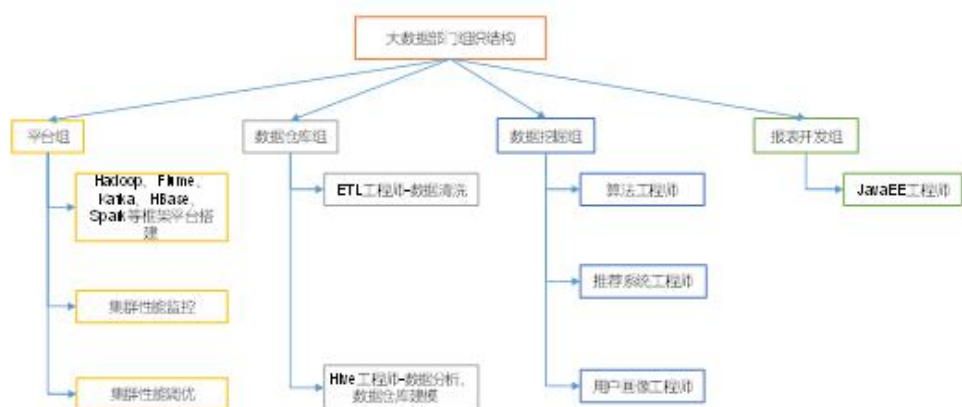 大数据部门组织结构
平台组
数据仓库组
数据挖掘组
报表开发组
Hadoop、Flume、
Kafka、HBase、
Spark等框架平台搭
建
ETL工程师-数据清洗
算法工程师
JavaEE工程师
集群性能监控
推荐系统工程师
集群性能调优
Hive工程师-数据分析、
数据仓库建模
用户画像工程师